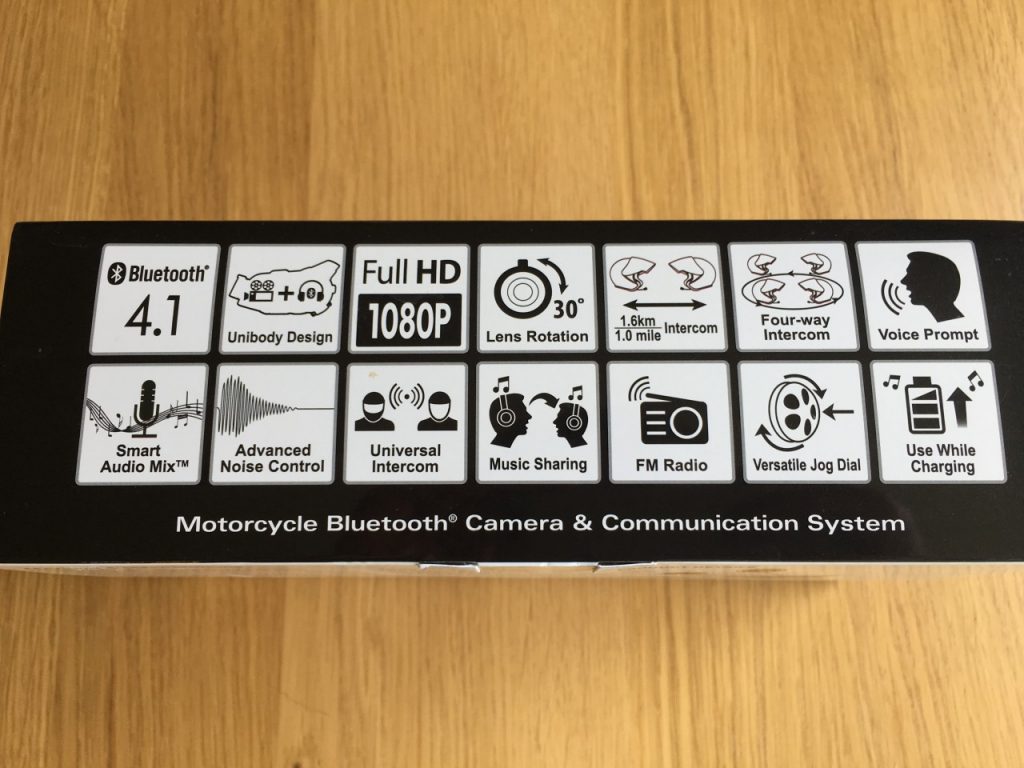 Bluetooth®
4.1
Unibody Design
Full HD
1080P
30°
Lens Rotation
1.6km
1.0 mile
Intercom
Four-way
Intercom
Voice Prompt
Smart
Audio Mix™
Advanced
Noise Control
Universal
Intercom
Music Sharing
FM Radio
Versatile Jog Dial
Use While
Charging
Motorcycle Bluetooth® Camera & Communication System